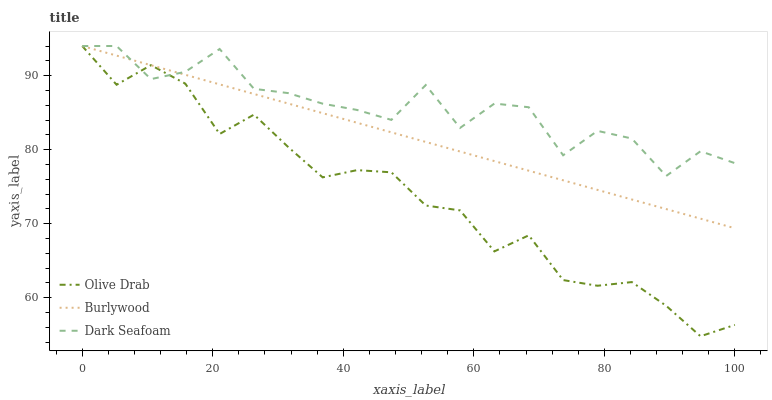 title
yaxis_label
90
80
70
60
Olive Drab
Burlywood
Dark Seafoam
0 20 40 60 80 100
xaxis_label